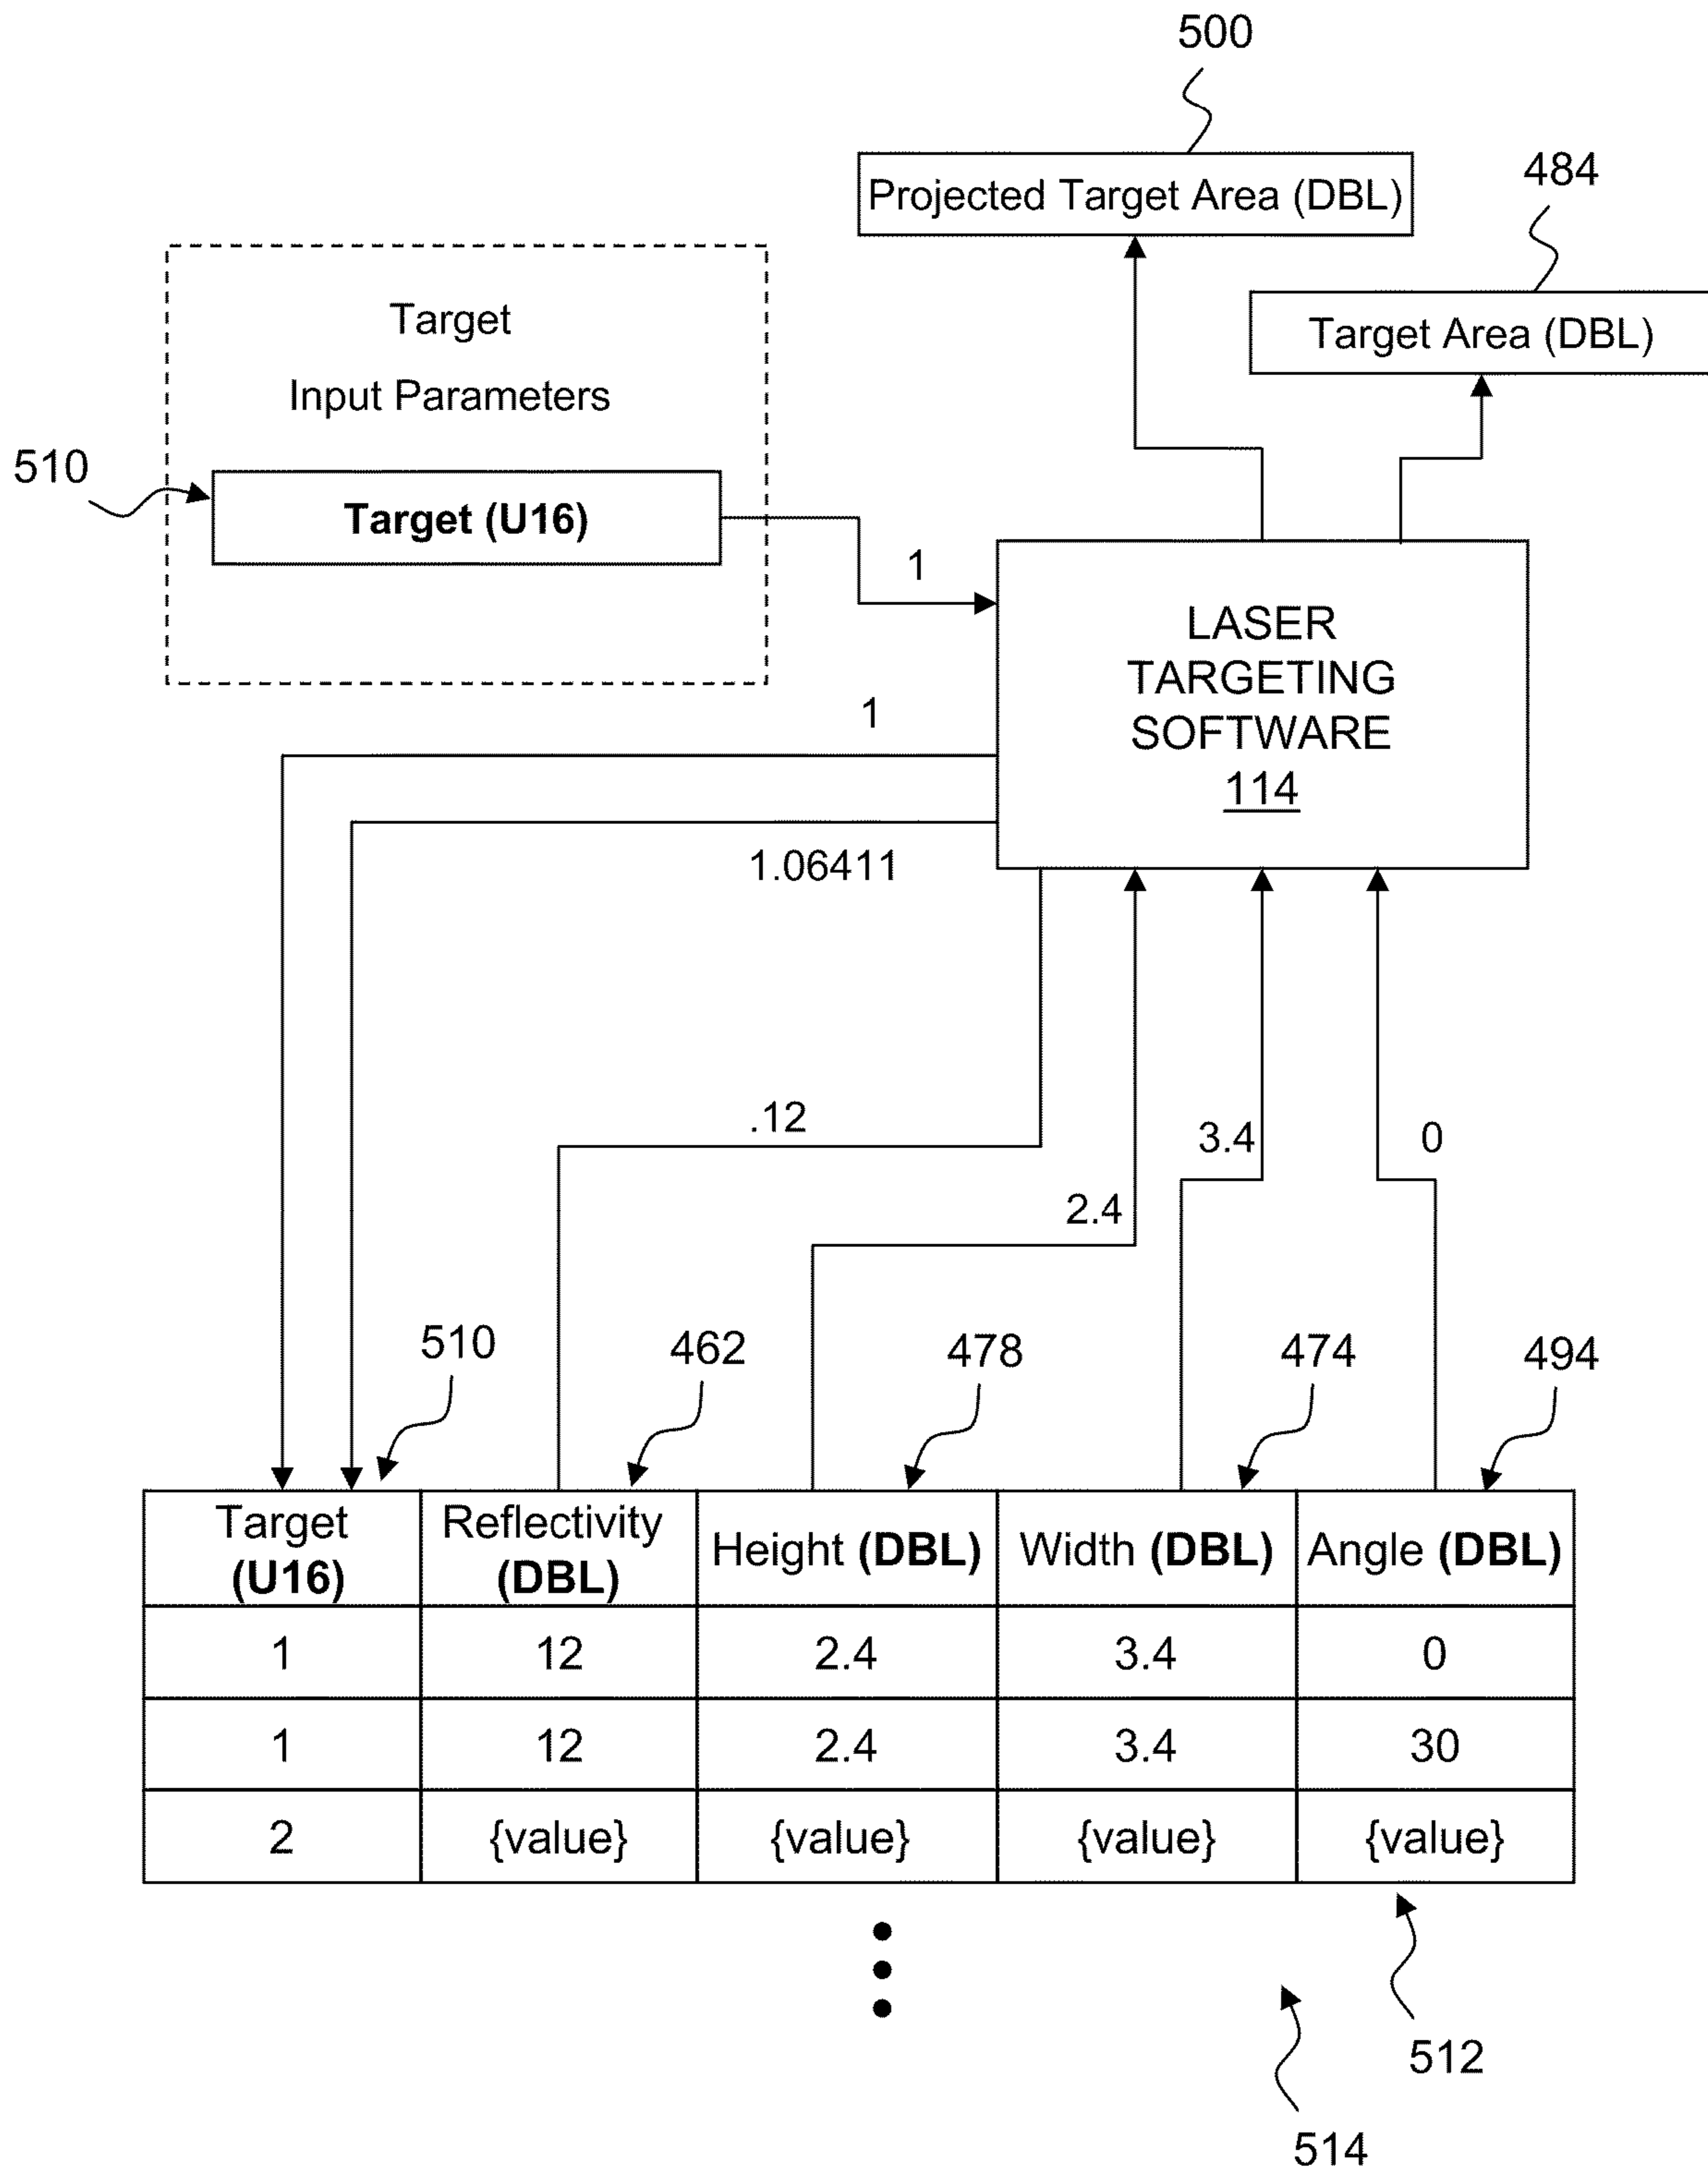 500
Projected Target Area (DBL)
484
Target Area (DBL)
Target
Input Parameters
510
Target (U16)
1
LASER
TARGETING
SOFTWARE
114
1
1.06411
.12
3.4
0
2.4
510
462
478
474
494
Target
(U16)
Reflectivity
(DBL)
Height (DBL)
Width (DBL)
Angle (DBL)
1
12
2.4
3.4
0
1
12
2.4
3.4
30
2
{value}
{value}
{value}
{value}
512
514